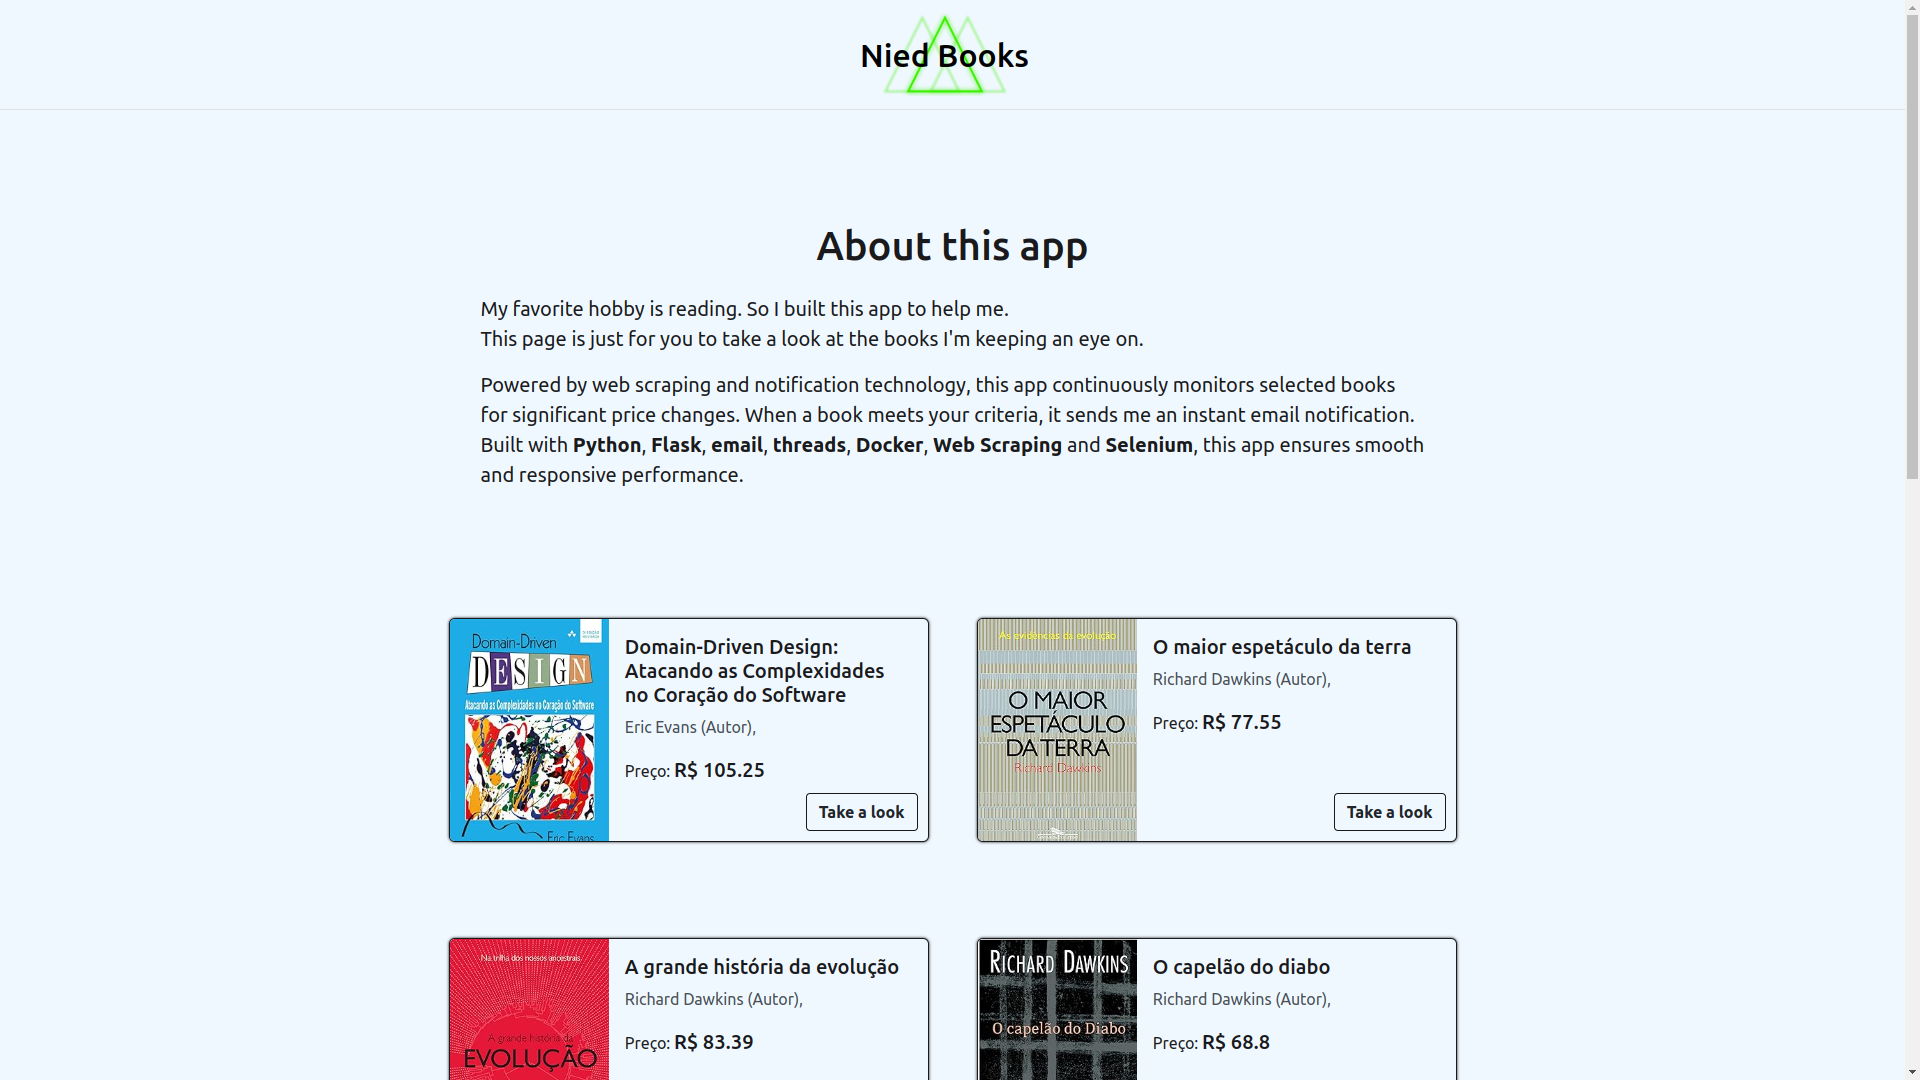 Nied Books
About this app
My favorite hobby is reading. So I built this app to help me.
This page is just for you to take a look at the books I'm keeping an eye on.
Powered by web scraping and notification technology, this app continuously monitors selected books
for significant price changes. When a book meets your criteria, it sends me an instant email notification.
Built with Python, Flask, email, threads, Docker, Web Scraping and Selenium, this app ensures smooth
and responsive performance.
Domain-Driven
DESIGN
Atacando as Complexidades no Coração do Software
Eric Evans
Domain-Driven Design:
Atacando as Complexidades
no Coração do Software
Eric Evans (Autor),
Preço: R$ 105.25
Take a look
As evidências da evolução
O MAIOR
ESPETÁCULO
DA TERRA
Richard Dawkins
O maior espetáculo da terra
Richard Dawkins (Autor),
Preço: R$ 77.55
Take a look
Na trilha dos nossos ancestrais
A grande história da
EVOLUÇÃO
A grande história da evolução
Richard Dawkins (Autor),
Preço: R$ 83.39
RICHARD DAWKINS
O capelão do Diabo
O capelão do diabo
Richard Dawkins (Autor),
Preço: R$ 68.8